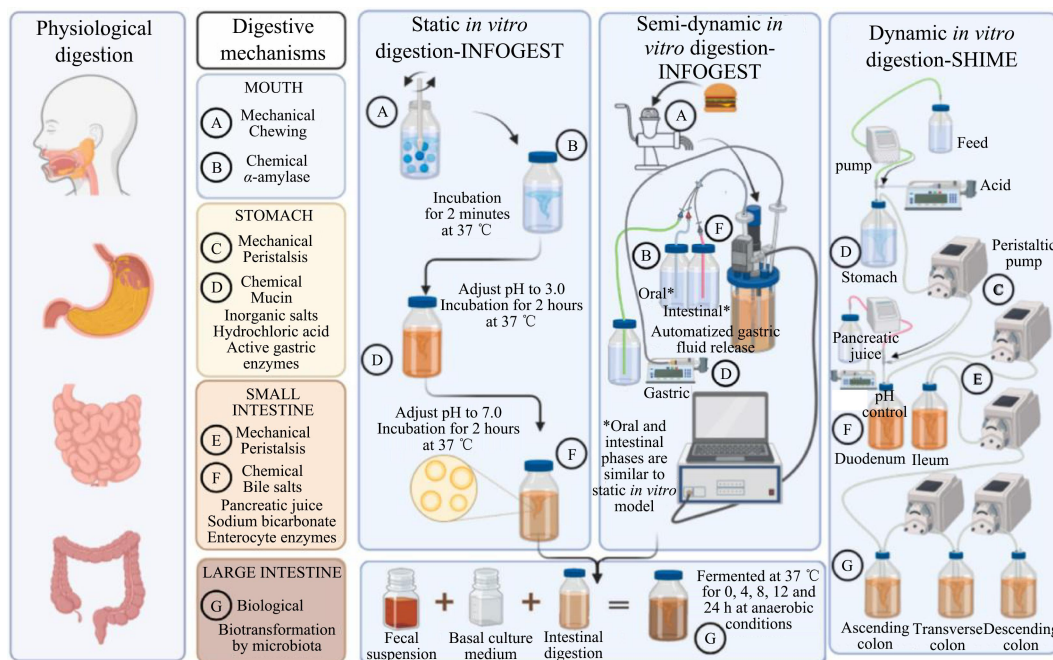 Physiological
digestion
Digestive
mechanisms
MOUTH
A
Mechanical
Chewing
B
Chemical
α-amylase
STOMACH
C
Mechanical
Peristalsis
D
Chemical
Mucin
Inorganic salts
Hydrochloric acid
Active gastric
enzymes
SMALL
INTESTINE
E
Mechanical
Peristalsis
F
Chemical
Bile salts
Pancreatic juice
Sodium bicarbonate
Enterocyte enzymes
LARGE INTESTINE
G
Biological
Biotransformation
by microbiota
Static in vitro
digestion-INFOGEST
A
B
Incubation
for 2 minutes
at 37 ℃
Adjust pH to 3.0
Incubation for 2 hours
at 37 ℃
D
Adjust pH to 7.0
Incubation for 2 hours
at 37 ℃
F
Semi-dynamic in
vitro digestion-
INFOGEST
A
F
B
Oral*
Intestinal*
Automatized gastric
fluid release
D
Gastric
*Oral and
intestinal
phases are
similar to
static in vitro
model
Fecal
suspension
+
Basal culture
medium
+
Intestinal
digestion
=
Fermented at 37 ℃
for 0, 4, 8, 12 and
24 h at anaerobic
conditions
G
Dynamic in vitro
digestion-SHIME
Feed
pump
Acid
D
Stomach
Peristaltic
pump
C
Pancreatic
juice
E
pH
control
F
Duodenum
Ileum
G
Ascending
colon
Transverse
colon
Descending
colon